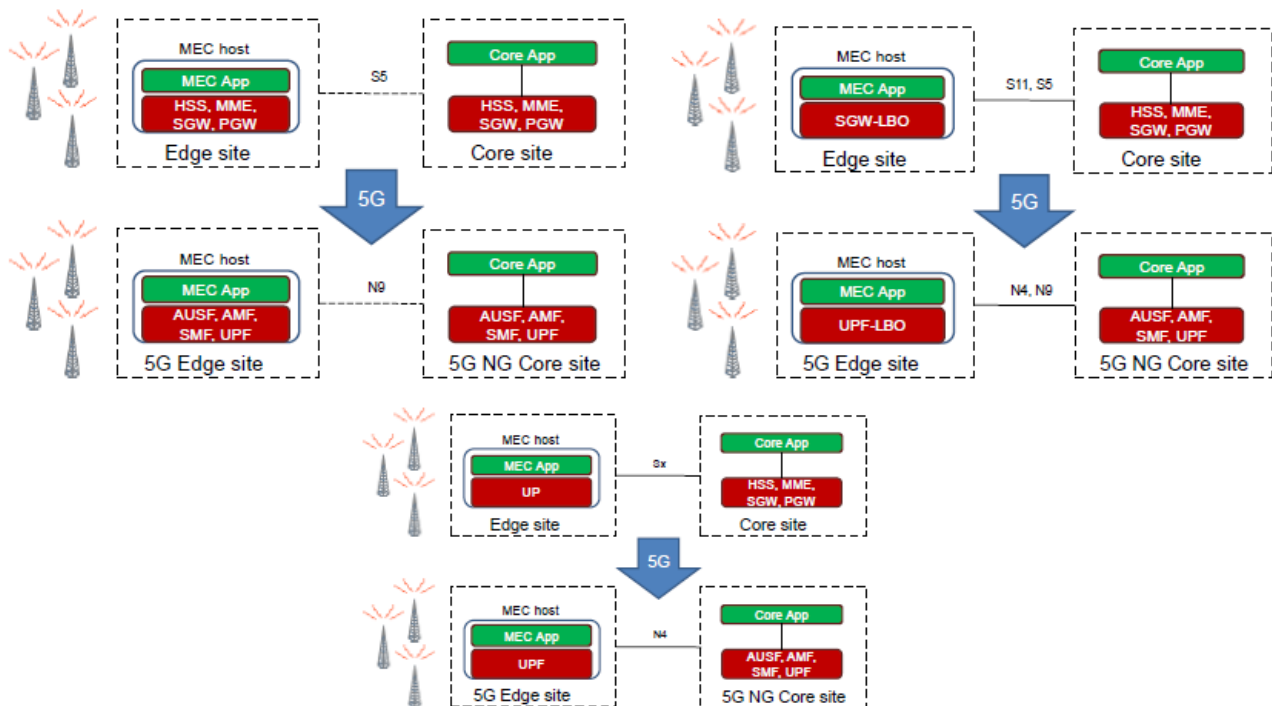 MEC host
MEC App
HSS, MME,
SGW, PGW
Edge site
S5
Core App
HSS, MME,
SGW, PGW
Core site
5G
MEC host
MEC App
AUSF, AMF,
SMF, UPF
5G Edge site
N9
Core App
AUSF, AMF,
SMF, UPF
5G NG Core site
MEC host
MEC App
SGW-LBO
Edge site
S11, S5
Core App
HSS, MME,
SGW, PGW
Core site
5G
MEC host
MEC App
UPF-LBO
5G Edge site
N4, N9
Core App
AUSF, AMF,
SMF, UPF
5G NG Core site
MEC host
MEC App
UP
Edge site
Sx
Core App
HSS, MME,
SGW, PGW
Core site
5G
MEC host
MEC App
UPF
5G Edge site
N4
Core App
AUSF, AMF,
SMF, UPF
5G NG Core site